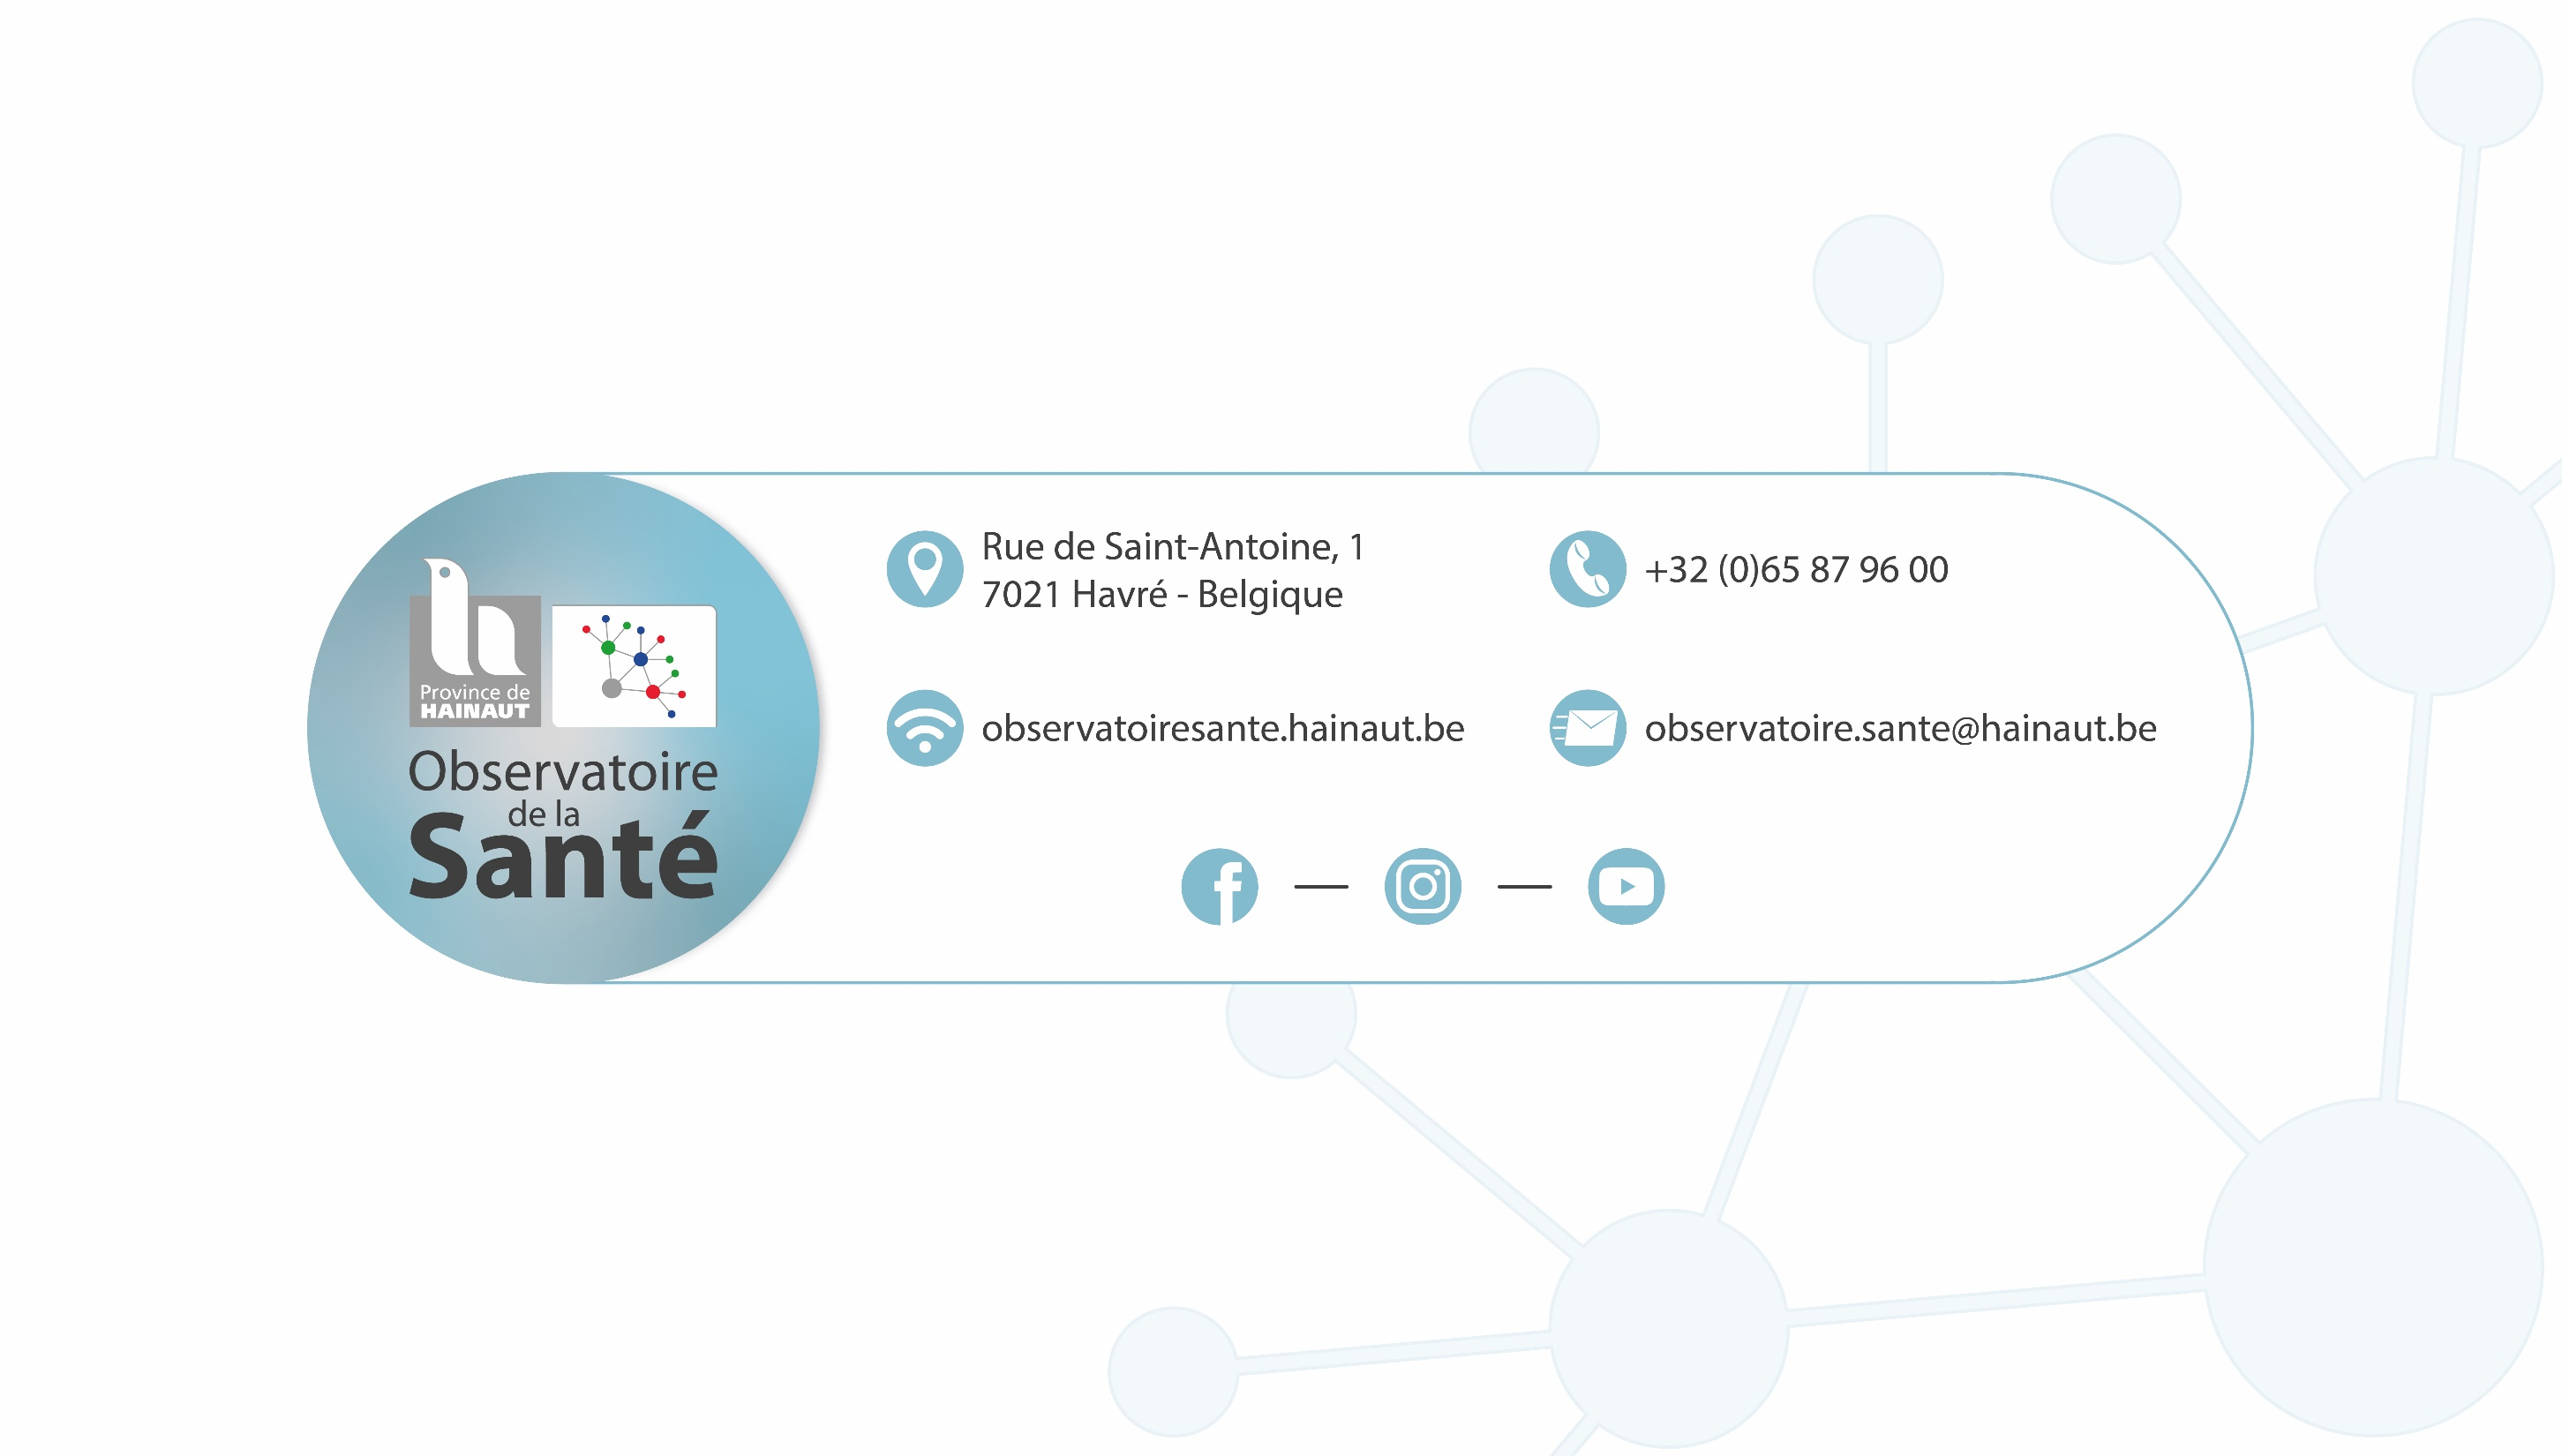 Province de
HAINAUT
Observatoire
de la
Santé
Rue de Saint-Antoine, 1
7021 Havré - Belgique
+32 (0)65 87 96 00
observatoiresante.hainaut.be
observatoire.sante@hainaut.be